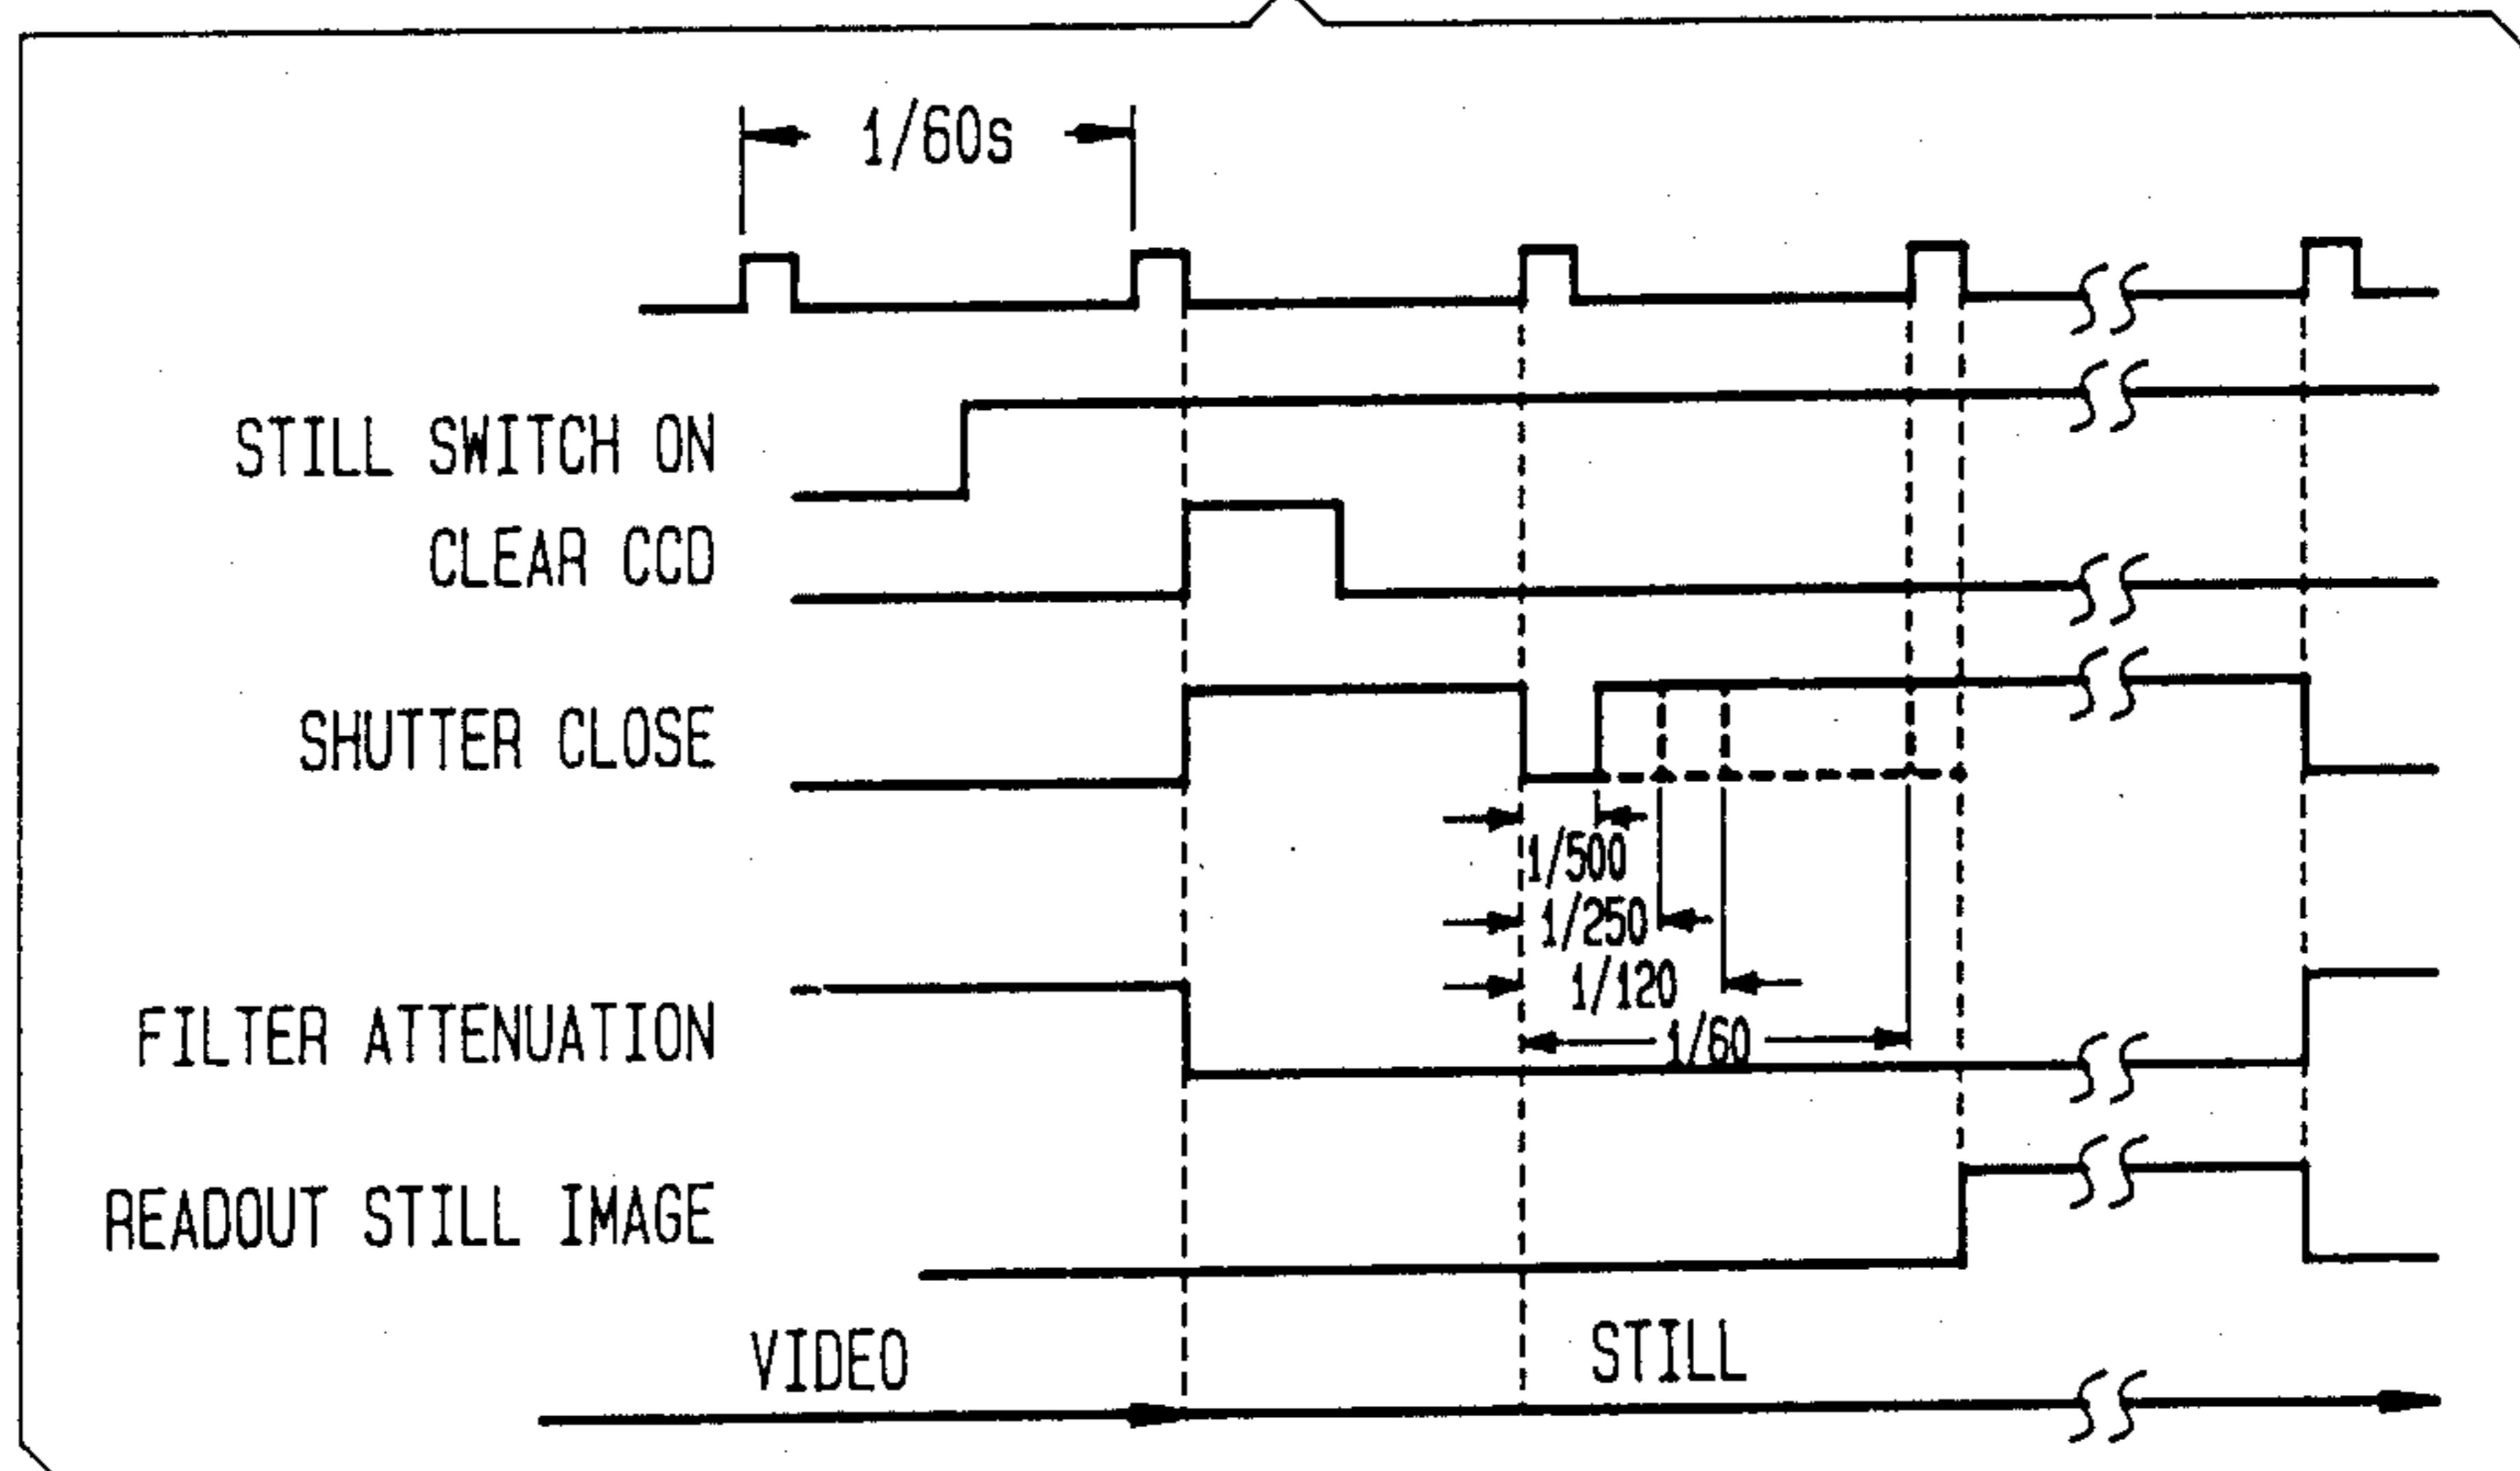 1/60s
STILL SWITCH ON
CLEAR CCD
SHUTTER CLOSE
1/500
1/250
1/120
FILTER ATTENUATION
1/60
READOUT STILL IMAGE
VIDEO
STILL